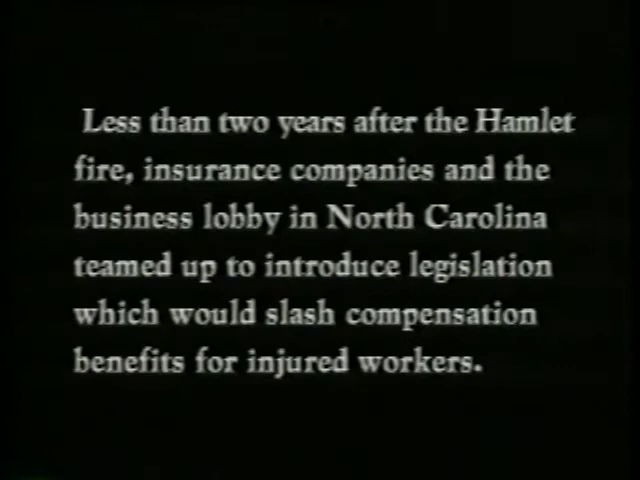 Less than two years after the Hamlet
fire, insurance companies and the
business lobby in North Carolina
teamed up to introduce legislation
which would slash compensation
benefits for injured workers.